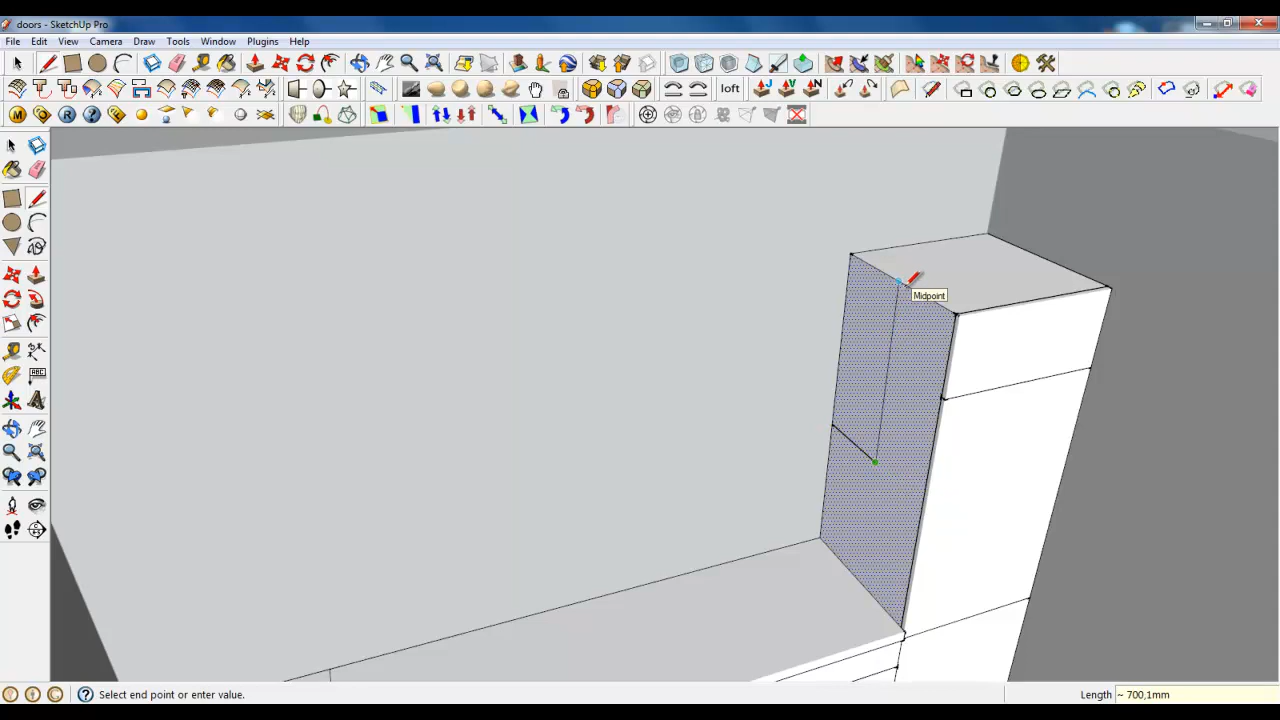 doors - SketchUp Pro
File Edit View Camera Draw Tools Window Plugins Help
loft
M Q R ?
ABC
Midpoint
Select end point or enter value.
Length ~ 700,1mm